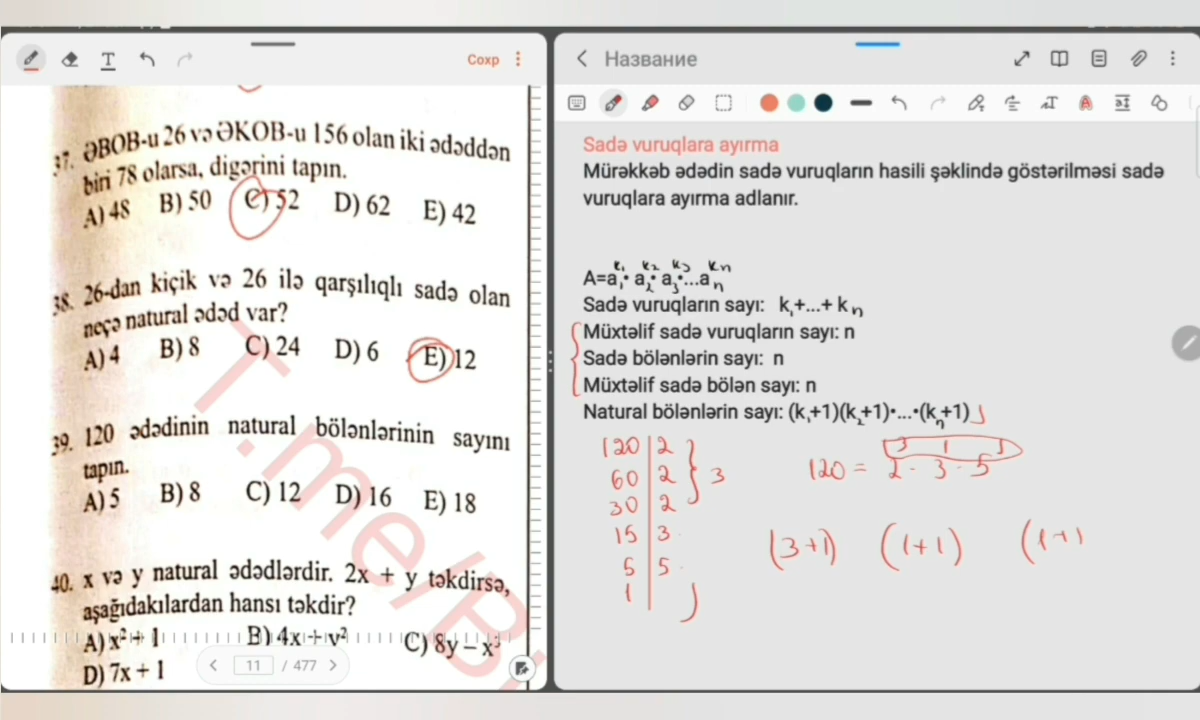 Сохр
37. ƏBOB-u 26 və ƏKOB-u 156 olan iki ədəddən
biri 78 olarsa, digərini tapın.
A) 48 B) 50 C) 52 D) 62 E) 42
38. 26-dan kiçik və 26 ilə qarşılıqlı sadə olan
neçə natural ədəd var?
A) 4 B) 8 C) 24 D) 6 E) 12
39. 120 ədədinin natural bölənlərinin sayını
tapın.
A) 5 B) 8 C) 12 D) 16 E) 18
40. x və y natural ədədlərdir. 2x + y təkdirsə,
aşağıdakılardan hansı təkdir?
A) x² + 1 B) 4x + y² C) 8y – x³
D) 7x + 1
11 / 477
T.me/Bi
Название
Sadə vuruqlara ayırma
Mürəkkəb ədədin sadə vuruqların hasili şəklində göstərilməsi sadə
vuruqlara ayırma adlanır.
A=a₁^k₁• a₂^k₂• a₃^k₃•...aₙ^kₙ
Sadə vuruqların sayı: k₁+...+kₙ
Müxtəlif sadə vuruqların sayı: n
Sadə bölənlərin sayı: n
Müxtəlif sadə bölən sayı: n
Natural bölənlərin sayı: (k₁+1)(k₂+1)•...•(kₙ+1)
120 | 2
60 | 2 } 3
30 | 2
15 | 3
5 | 5
1
120 = 2³ · 3¹ · 5¹
(3+1) (1+1) (1+1